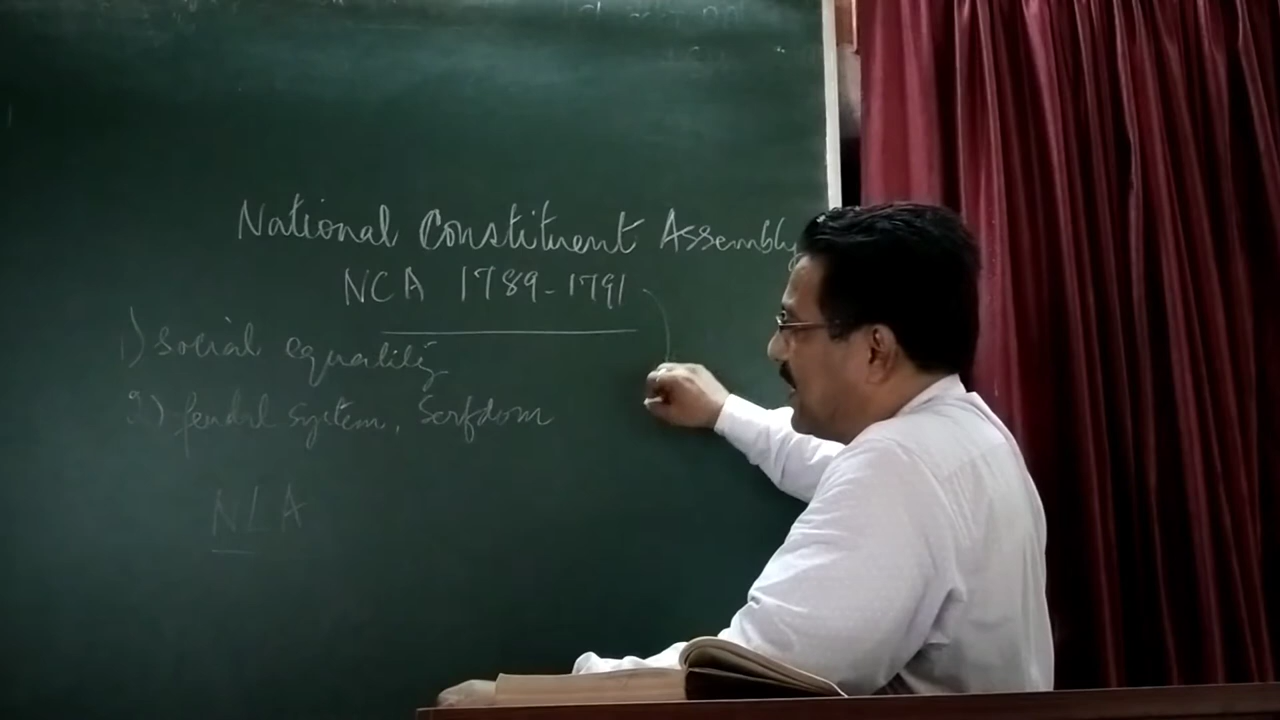 National Constituent Assembly
NCA 1789-1791
1) social equality
2) feudal system, Serfdom
NLA